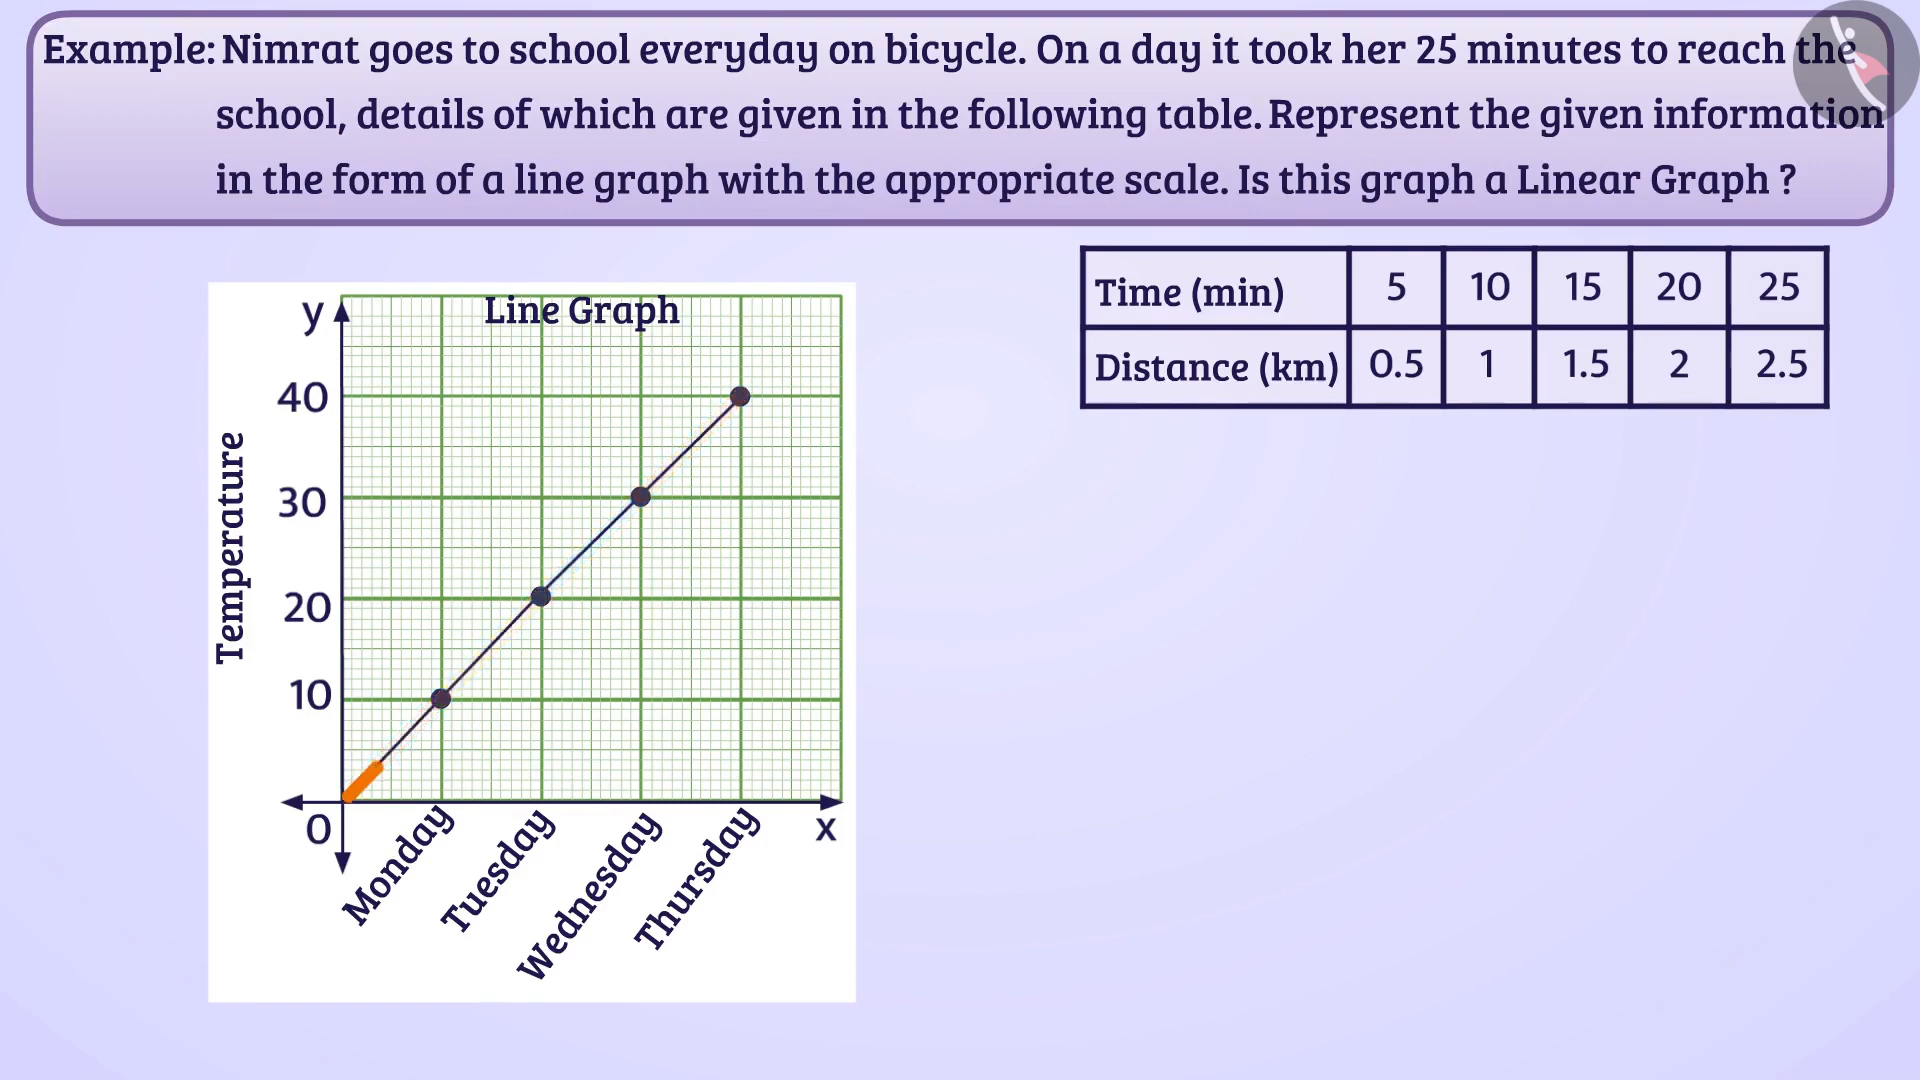 Example: Nimrat goes to school everyday on bicycle. On a day it took her 25 minutes to reach the
school, details of which are given in the following table. Represent the given information
in the form of a line graph with the appropriate scale. Is this graph a Linear Graph ?
Time (min) 5 10 15 20 25
Distance (km) 0.5 1 1.5 2 2.5
Line Graph
y
40
30
20
10
0
x
Temperature
Monday
Tuesday
Wednesday
Thursday